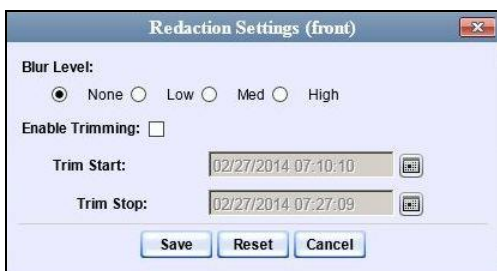 Redaction Settings (front)
Blur Level:
None Low Med High
Enable Trimming:
Trim Start: 02/27/2014 07:10:10
Trim Stop: 02/27/2014 07:27:09
Save Reset Cancel